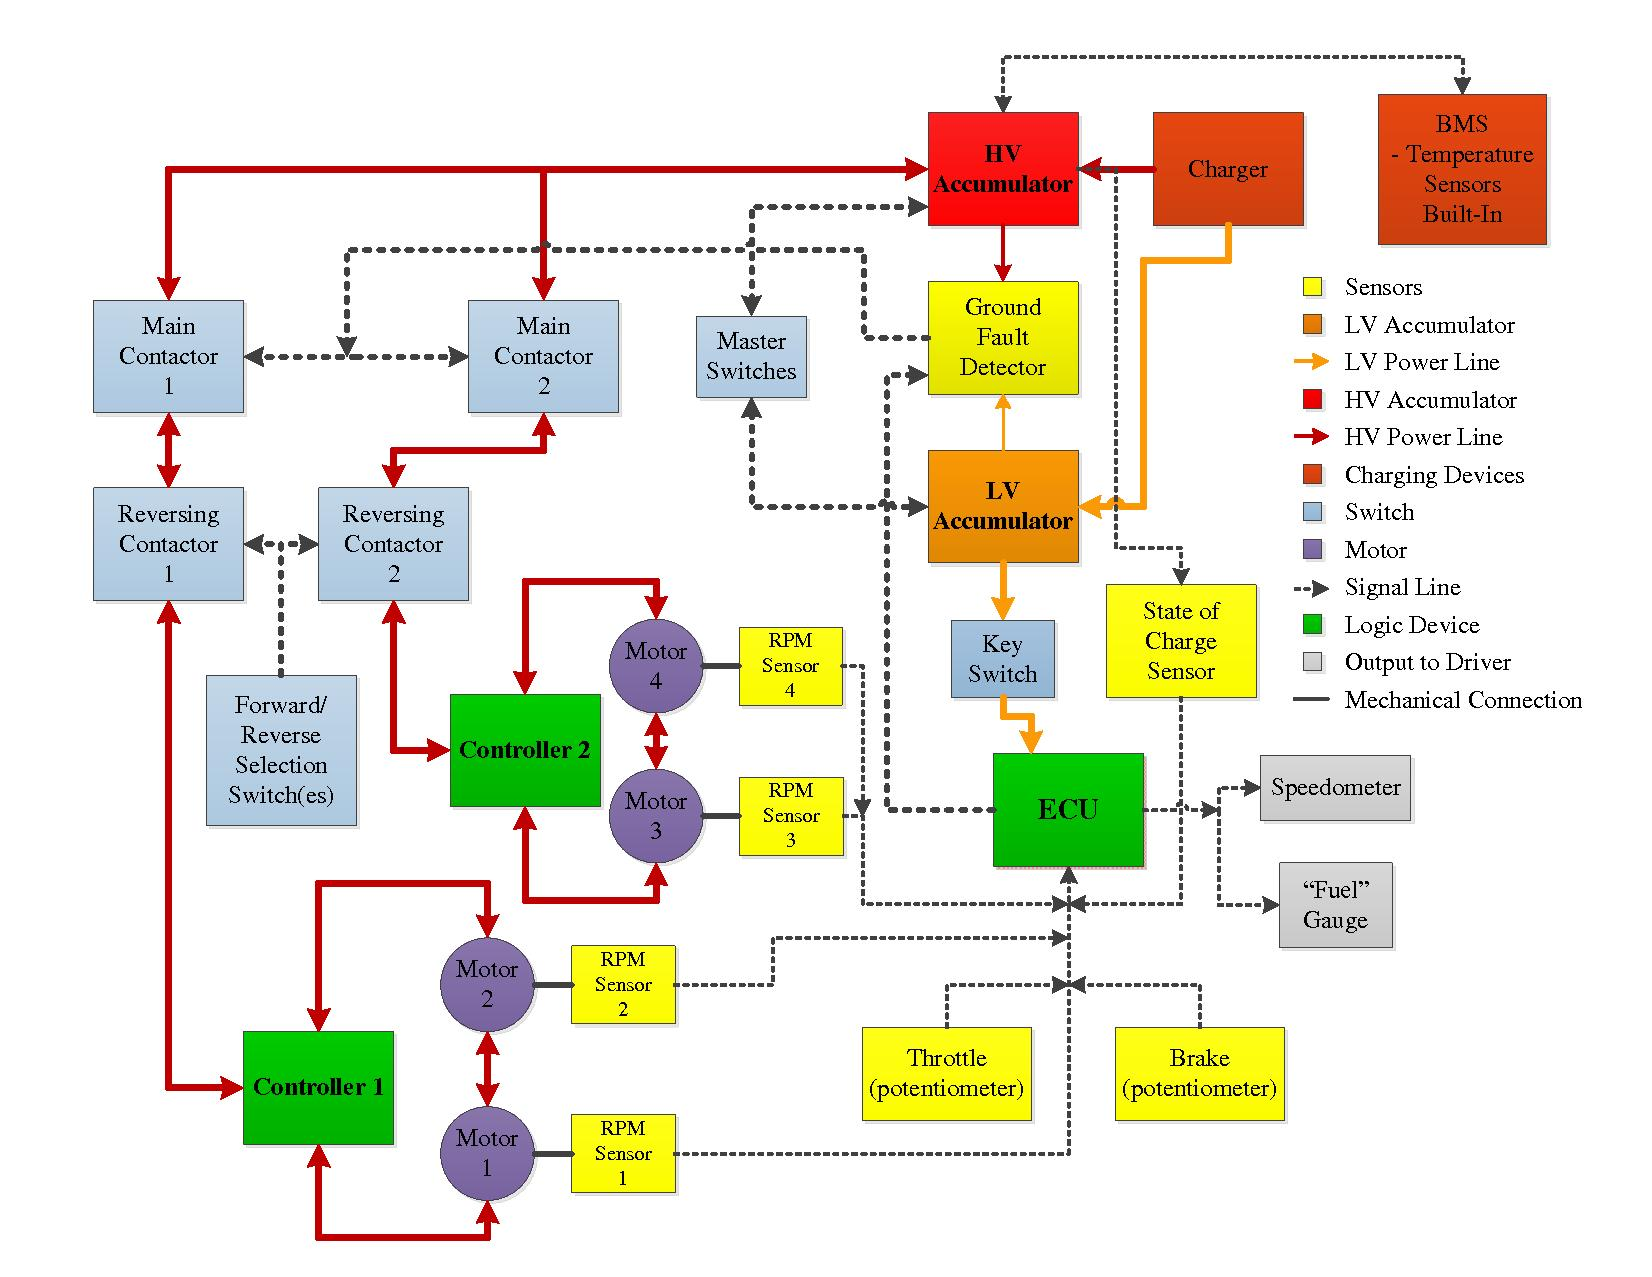 HV
Accumulator
Charger
BMS
- Temperature
Sensors
Built-In
Main
Contactor
1
Main
Contactor
2
Master
Switches
Ground
Fault
Detector
Sensors
LV Accumulator
LV Power Line
HV Accumulator
HV Power Line
Charging Devices
Switch
Motor
Signal Line
Logic Device
Output to Driver
Mechanical Connection
Reversing
Contactor
1
Reversing
Contactor
2
LV
Accumulator
Key
Switch
State of
Charge
Sensor
Forward/
Reverse
Selection
Switch(es)
Controller 2
Motor
4
RPM
Sensor
4
Motor
3
RPM
Sensor
3
ECU
Speedometer
“Fuel”
Gauge
Motor
2
RPM
Sensor
2
Controller 1
Motor
1
RPM
Sensor
1
Throttle
(potentiometer)
Brake
(potentiometer)